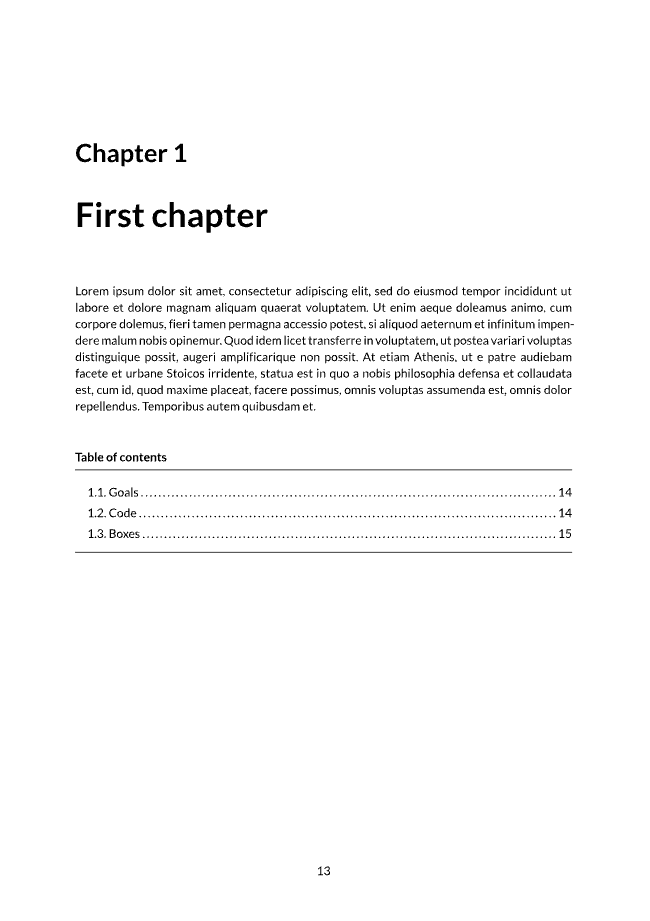 Chapter 1
First chapter
Lorem ipsum dolor sit amet, consectetur adipiscing elit, sed do eiusmod tempor incididunt ut
labore et dolore magnam aliquam quaerat voluptatem. Ut enim aeque doleamus animo, cum
corpore dolemus, fieri tamen permagna accessio potest, si aliquod aeternum et infinitum impen-
dere malum nobis opinemur. Quod idem licet transferre in voluptatem, ut postea variari voluptas
distinguique possit, augeri amplificarique non possit. At etiam Athenis, ut e patre audiebam
facete et urbane Stoicos irridente, statua est in quo a nobis philosophia defensa et collaudata
est, cum id, quod maxime placeat, facere possimus, omnis voluptas assumenda est, omnis dolor
repellendus. Temporibus autem quibusdam et.
Table of contents
1.1. Goals ........................................................................................ 14
1.2. Code ........................................................................................ 14
1.3. Boxes ........................................................................................ 15
13